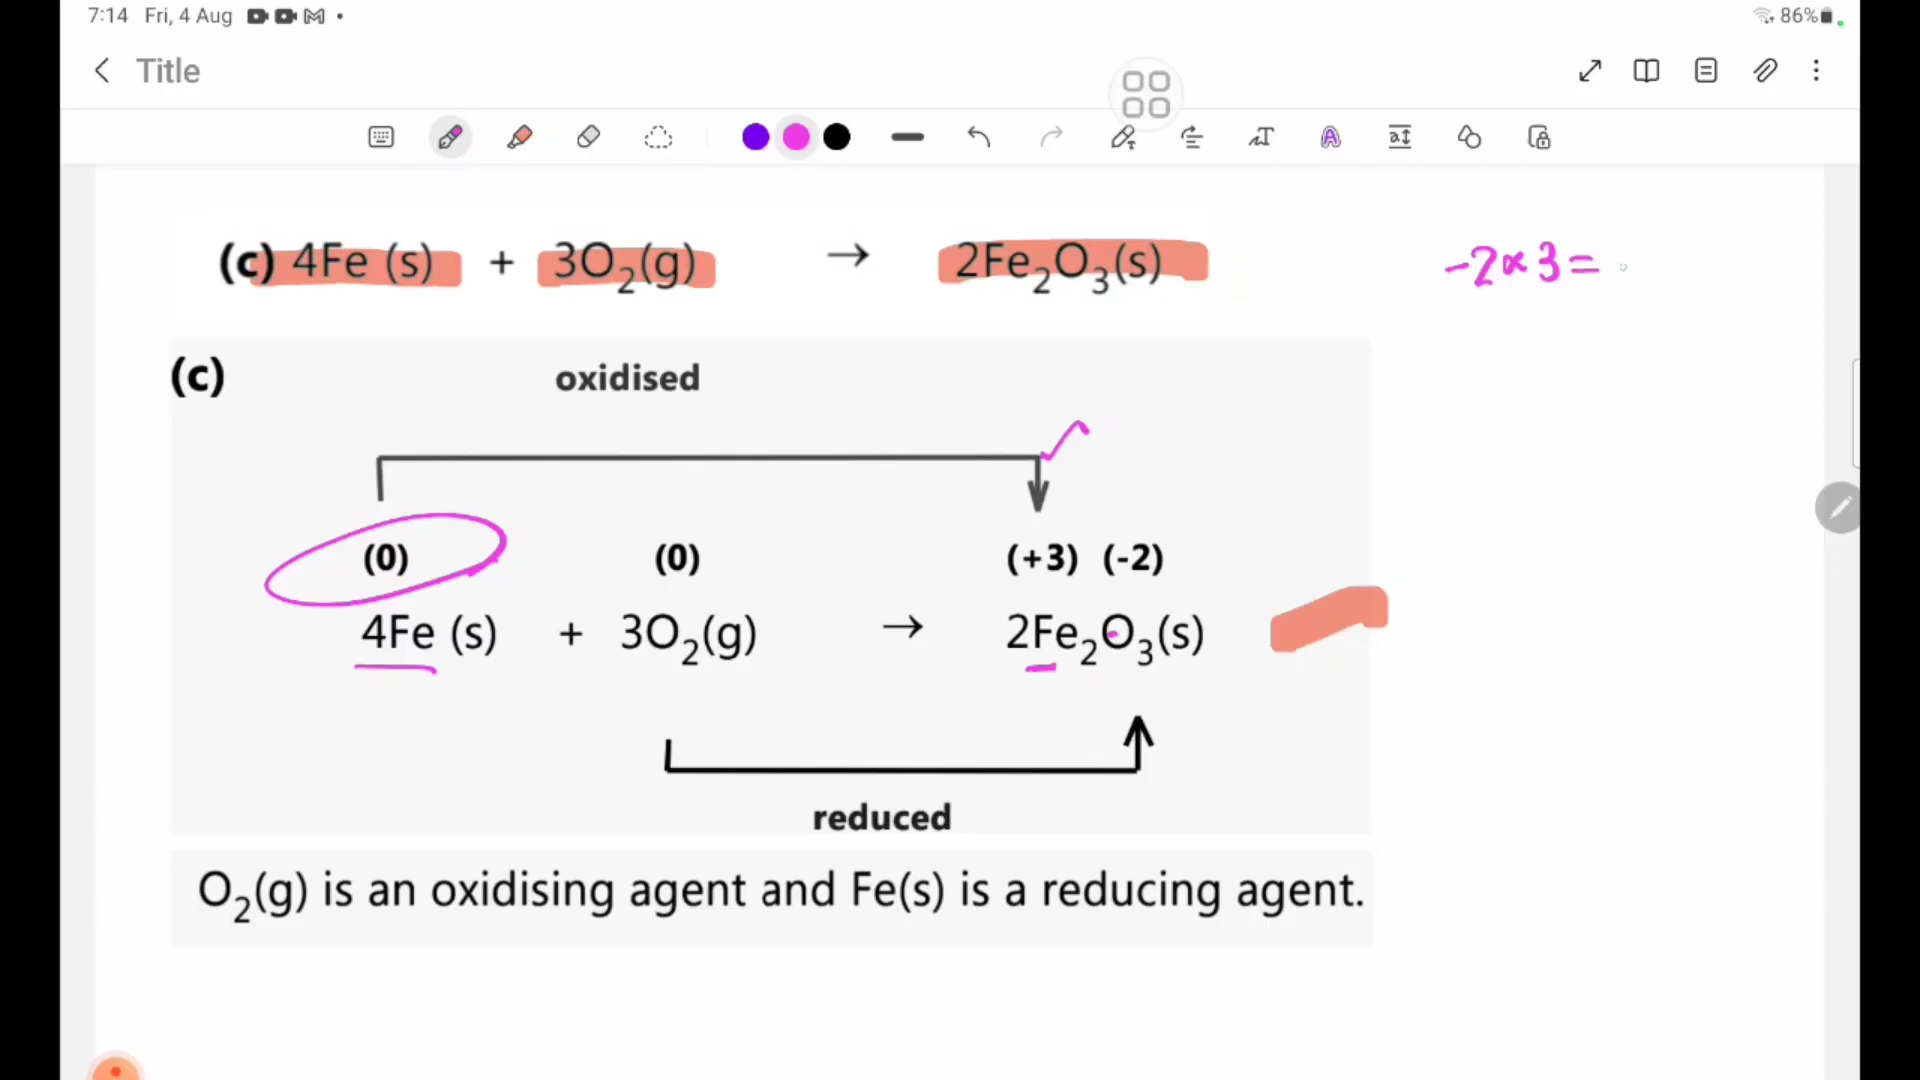 7:14 Fri, 4 Aug 86%
Title
(c) 4Fe (s) + 3O₂(g) → 2Fe₂O₃(s) -2×3=
(c) oxidised
(0) (0) (+3) (-2)
4Fe (s) + 3O₂(g) → 2Fe₂O₃(s)
reduced
O₂(g) is an oxidising agent and Fe(s) is a reducing agent.